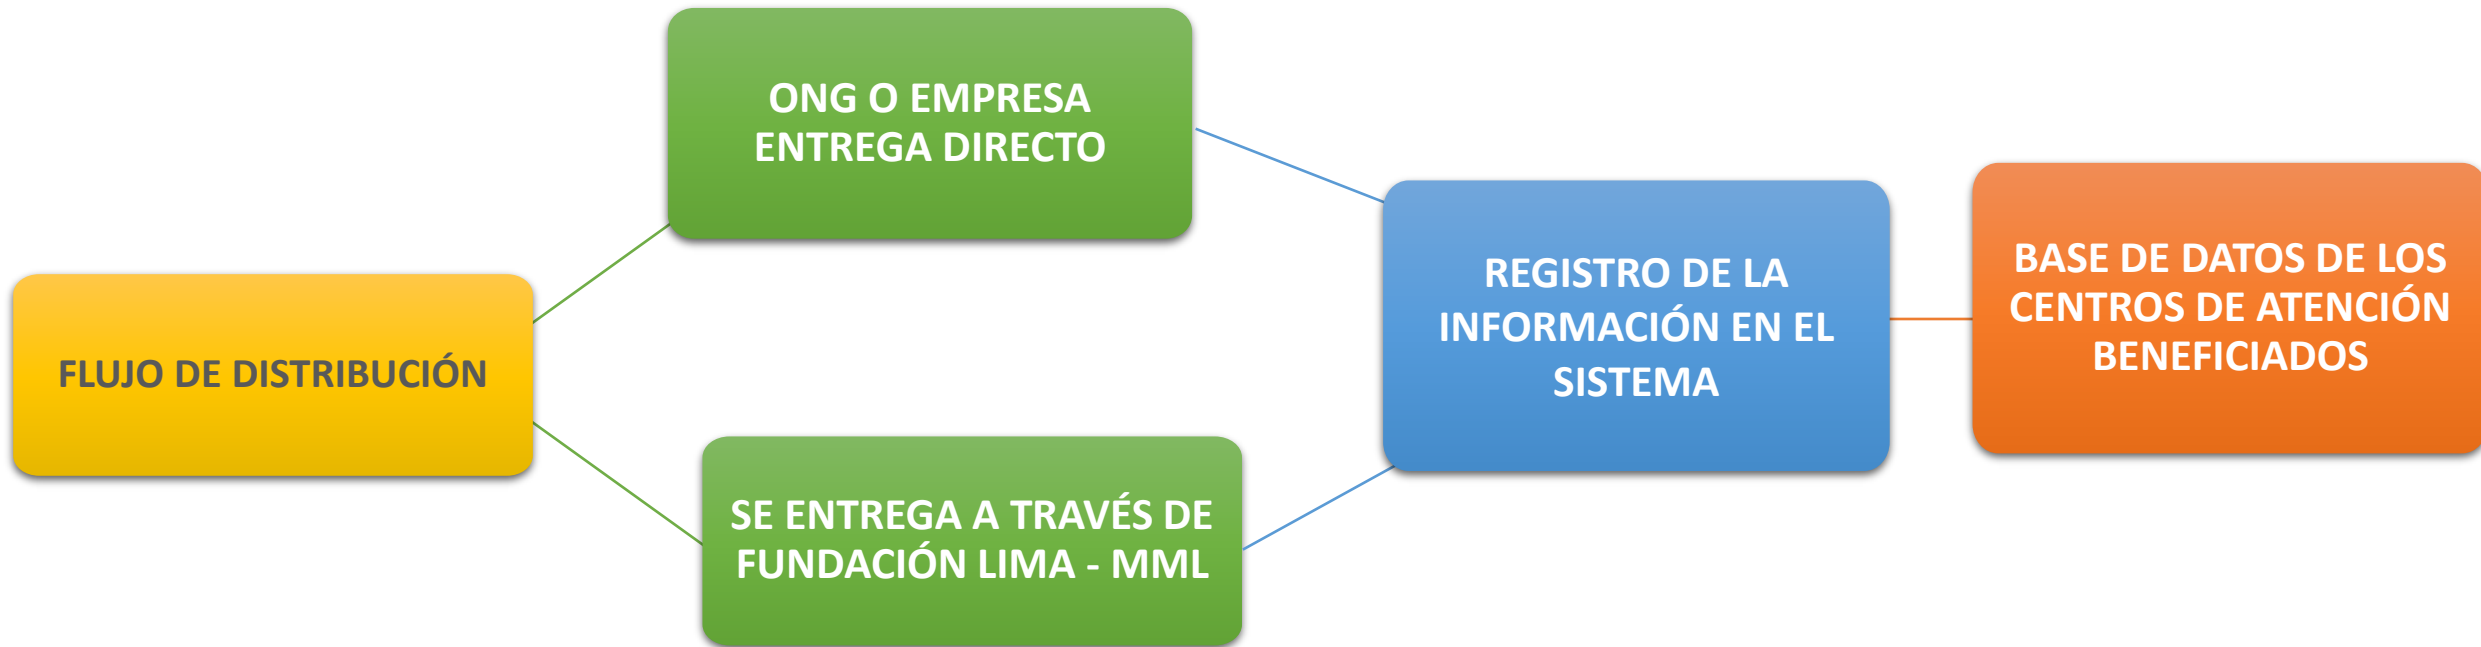 FLUJO DE DISTRIBUCIÓN
ONG O EMPRESA
ENTREGA DIRECTO
SE ENTREGA A TRAVÉS DE
FUNDACIÓN LIMA - MML
REGISTRO DE LA
INFORMACIÓN EN EL
SISTEMA
BASE DE DATOS DE LOS
CENTROS DE ATENCIÓN
BENEFICIADOS